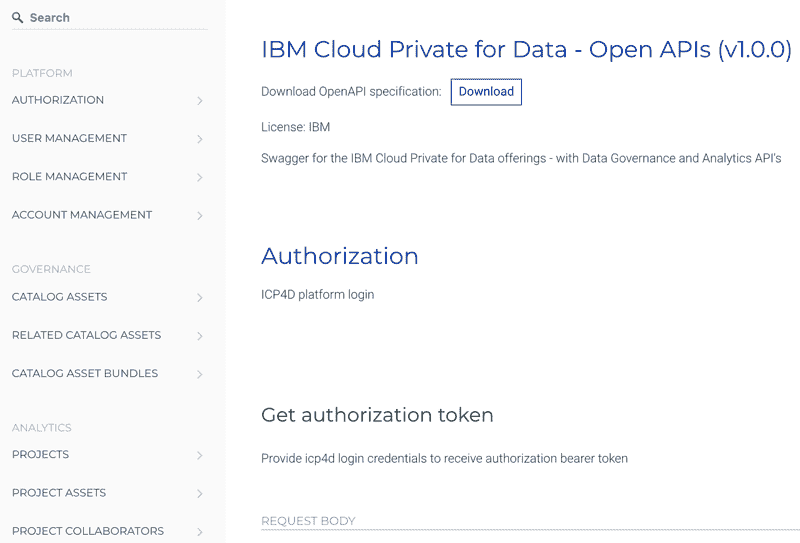 Search
PLATFORM
AUTHORIZATION
USER MANAGEMENT
ROLE MANAGEMENT
ACCOUNT MANAGEMENT
GOVERNANCE
CATALOG ASSETS
RELATED CATALOG ASSETS
CATALOG ASSET BUNDLES
ANALYTICS
PROJECTS
PROJECT ASSETS
PROJECT COLLABORATORS
IBM Cloud Private for Data - Open APIs (v1.0.0)
Download OpenAPI specification: Download
License: IBM
Swagger for the IBM Cloud Private for Data offerings - with Data Governance and Analytics API's
Authorization
ICP4D platform login
Get authorization token
Provide icp4d login credentials to receive authorization bearer token
REQUEST BODY